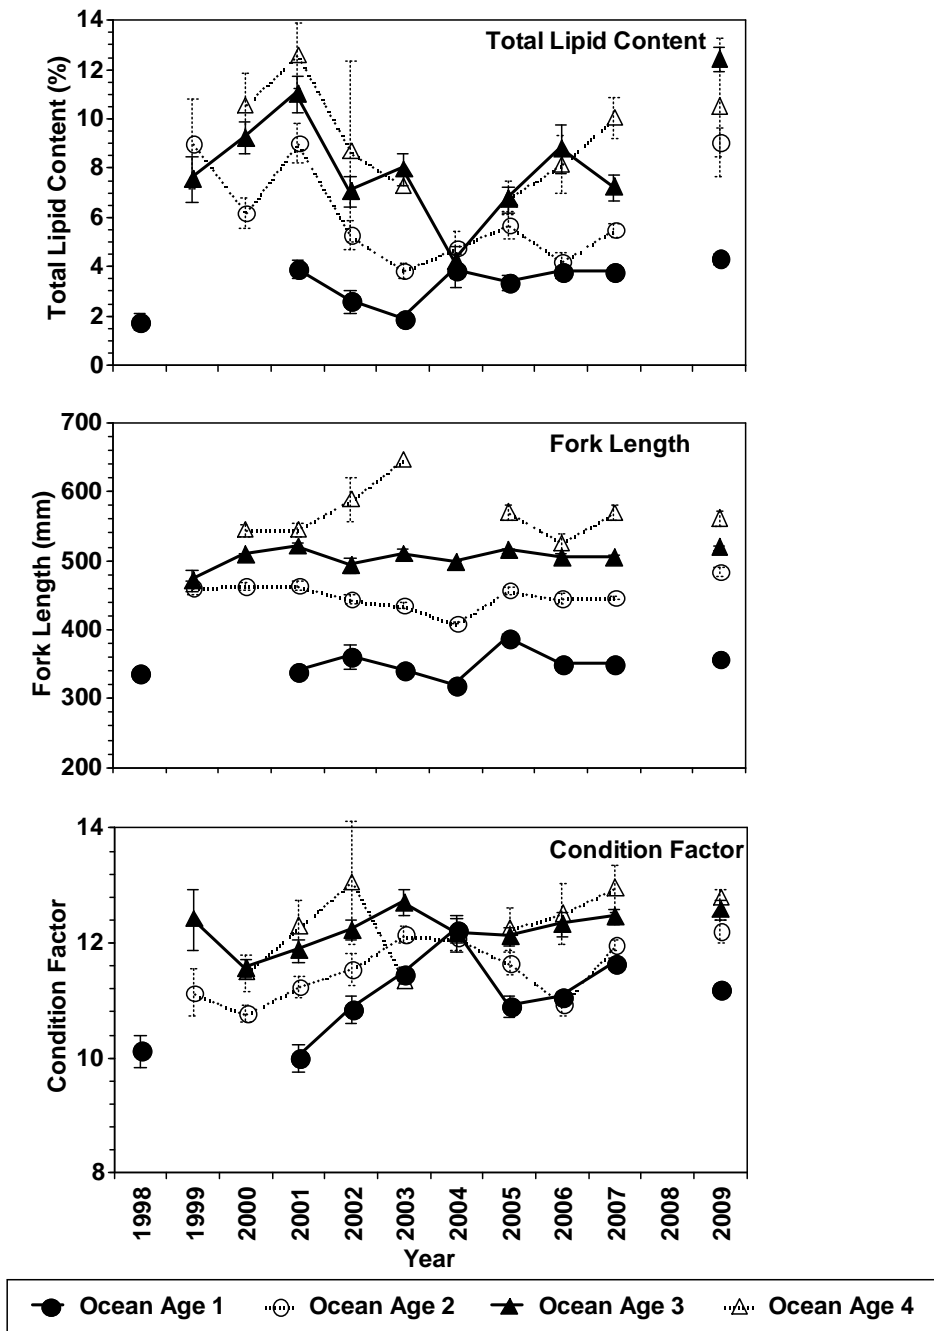 Total Lipid Content
Total Lipid Content (%)
14
12
10
8
6
4
2
0
Fork Length
Fork Length (mm)
700
600
500
400
300
200
Condition Factor
Condition Factor
14
12
10
8
1998 1999 2000 2001 2002 2003 2004 2005 2006 2007 2008 2009
Year
Ocean Age 1 Ocean Age 2 Ocean Age 3 Ocean Age 4